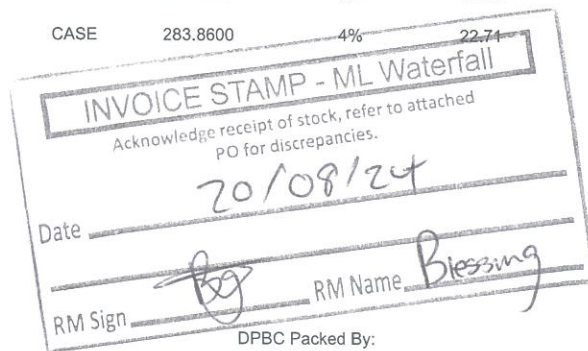 CASE 283.8600 4% 22.71
INVOICE STAMP - ML Waterfall
Acknowledge receipt of stock, refer to attached
PO for discrepancies.
Date 20/08/24
RM Sign Bg RM Name Blessing
DPBC Packed By: